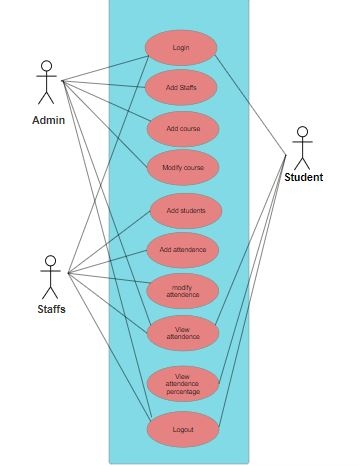 Login
Add Staffs
Admin
Add course
Student
Modify course
Add students
Add attendence
modify
attendence
Staffs
View
attendence
View
attendence
percentage
Logout